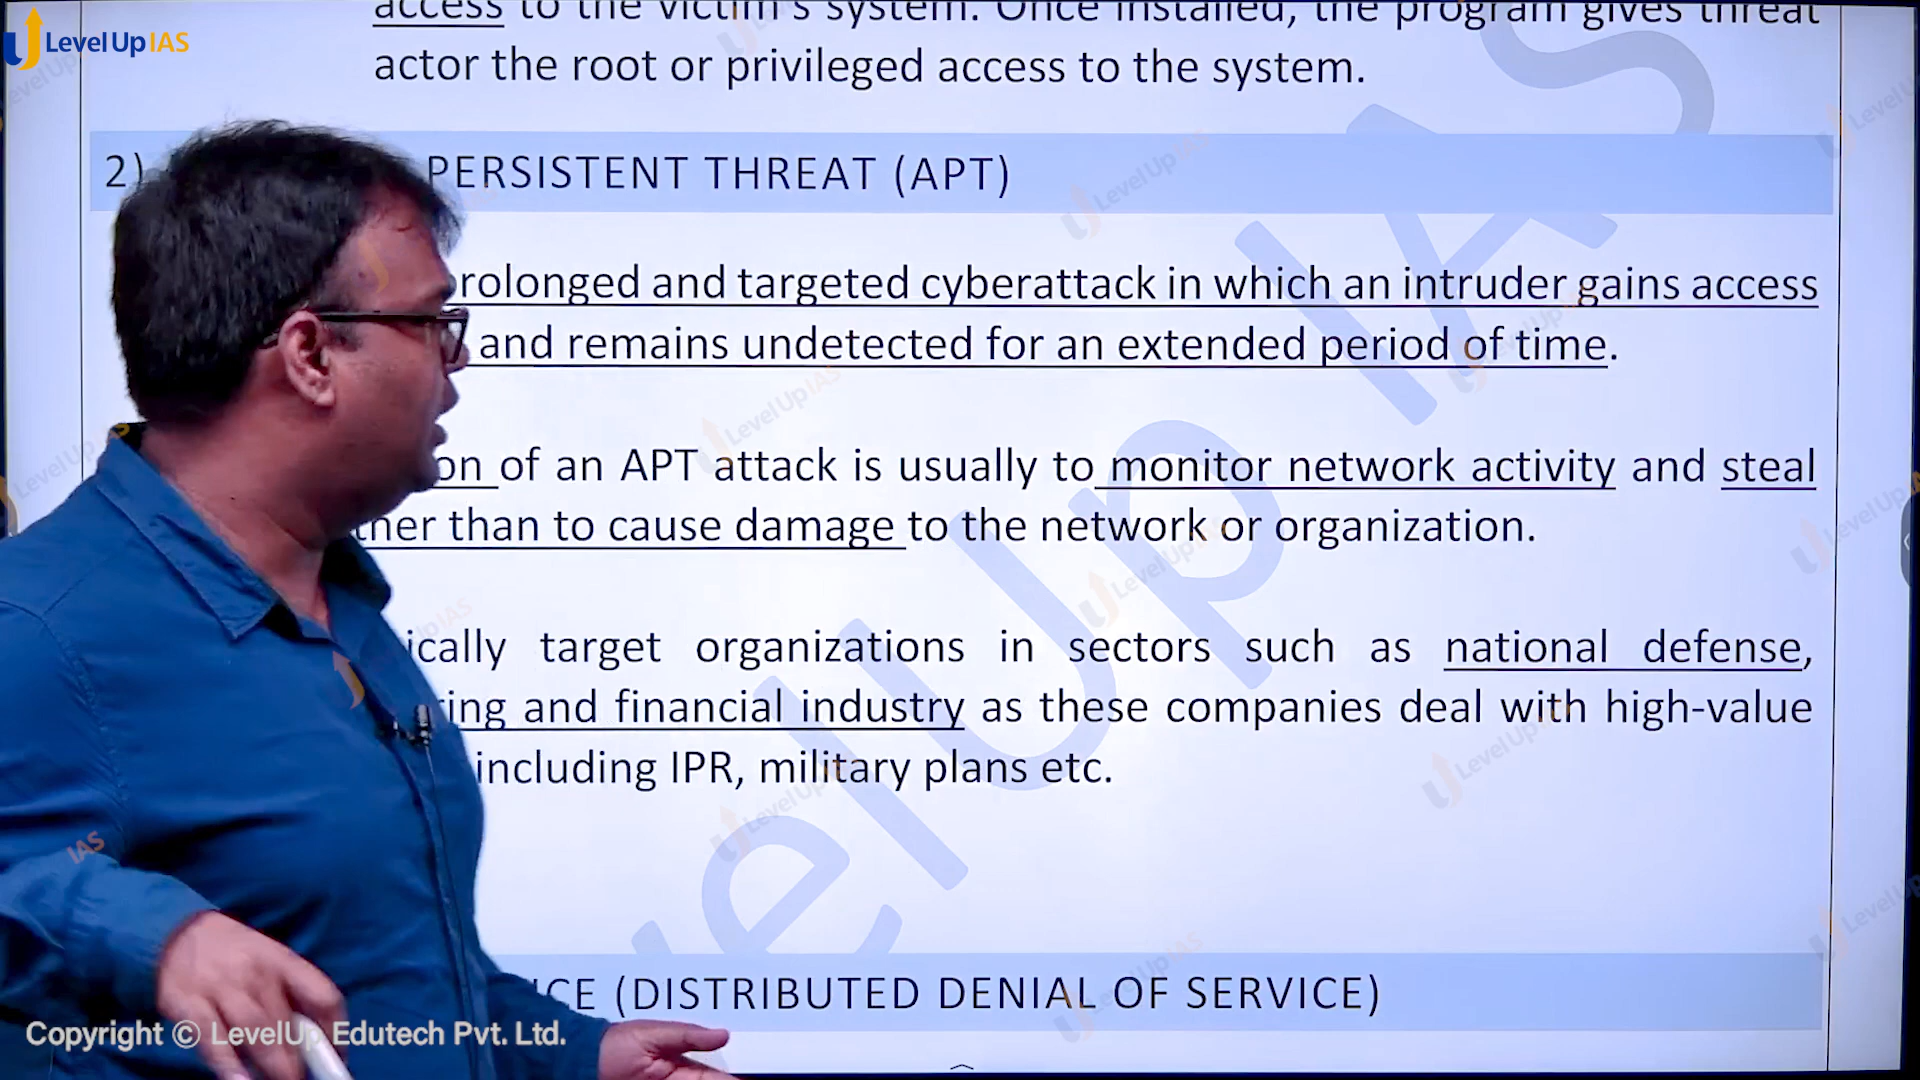 LevelUp IAS
access to the victim's system. Once installed, the program gives threat
actor the root or privileged access to the system.
2) PERSISTENT THREAT (APT)
rolonged and targeted cyberattack in which an intruder gains access
and remains undetected for an extended period of time.
on of an APT attack is usually to monitor network activity and steal
ther than to cause damage to the network or organization.
ically target organizations in sectors such as national defense,
ring and financial industry as these companies deal with high-value
including IPR, military plans etc.
ICE (DISTRIBUTED DENIAL OF SERVICE)
Copyright © LevelUp Edutech Pvt. Ltd.